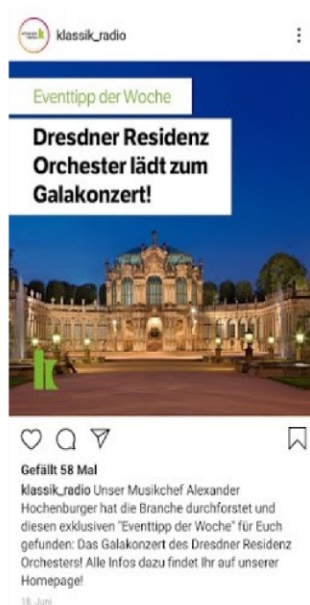 klassik_radio
Eventtipp der Woche
Dresdner Residenz
Orchester lädt zum
Galakonzert!
Gefällt 58 Mal
klassik_radio Unser Musikchef Alexander
Hochenburger hat die Branche durchforstet und
diesen exklusiven "Eventtipp der Woche" für Euch
gefunden: Das Galakonzert des Dresdner Residenz
Orchesters! Alle Infos dazu findet Ihr auf unserer
Homepage!
18. Juni